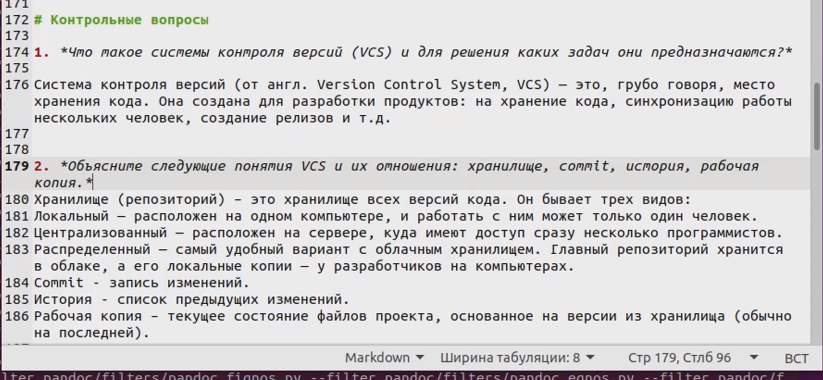 171
172 # Контрольные вопросы
173
174 1. *Что такое системы контроля версий (VCS) и для решения каких задач они предназначаются?*
175
176 Система контроля версий (от англ. Version Control System, VCS) — это, грубо говоря, место
хранения кода. Она создана для разработки продуктов: на хранение кода, синхронизацию работы
нескольких человек, создание релизов и т.д.
177
178
179 2. *Объясните следующие понятия VCS и их отношения: хранилище, commit, история, рабочая
копия.*
180 Хранилище (репозиторий) – это хранилище всех версий кода. Он бывает трех видов:
181 Локальный — расположен на одном компьютере, и работать с ним может только один человек.
182 Централизованный — расположен на сервере, куда имеют доступ сразу несколько программистов.
183 Распределенный — самый удобный вариант с облачным хранилищем. Главный репозиторий хранится
в облаке, а его локальные копии — у разработчиков на компьютерах.
184 Commit - запись изменений.
185 История - список предыдущих изменений.
186 Рабочая копия – текущее состояние файлов проекта, основанное на версии из хранилища (обычно
на последней).
Markdown Ширина табуляции: 8 Стр 179, Стлб 96 ВСТ
lter pandoc/filters/pandoc_fignos.py --filter pandoc/filters/pandoc_eqnos.py --filter pandoc/f